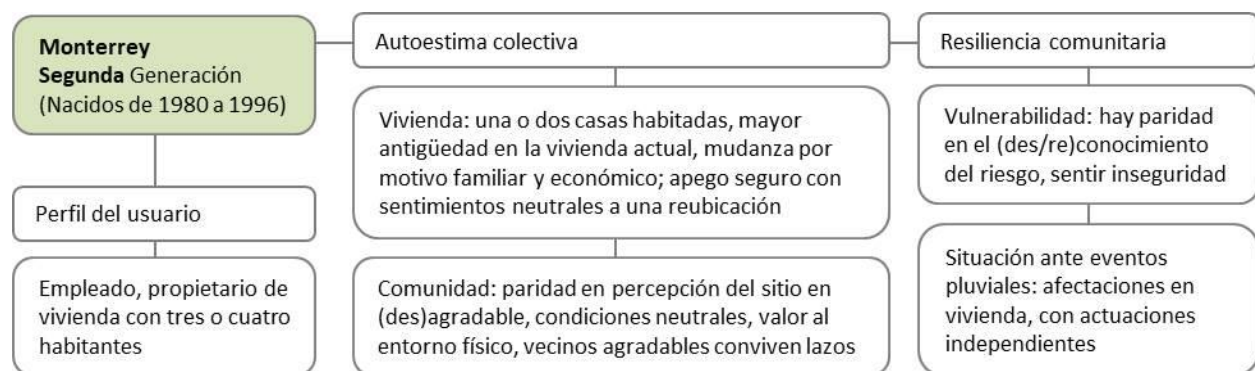 Monterrey
Segunda Generación
(Nacidos de 1980 a 1996)
Perfil del usuario
Empleado, propietario de
vivienda con tres o cuatro
habitantes
Autoestima colectiva
Vivienda: una o dos casas habitadas, mayor
antigüedad en la vivienda actual, mudanza por
motivo familiar y económico; apego seguro con
sentimientos neutrales a una reubicación
Comunidad: paridad en percepción del sitio en
(des)agradable, condiciones neutrales, valor al
entorno físico, vecinos agradables conviven lazos
Resiliencia comunitaria
Vulnerabilidad: hay paridad
en el (des/re)conocimiento
del riesgo, sentir inseguridad
Situación ante eventos
pluviales: afectaciones en
vivienda, con actuaciones
independientes